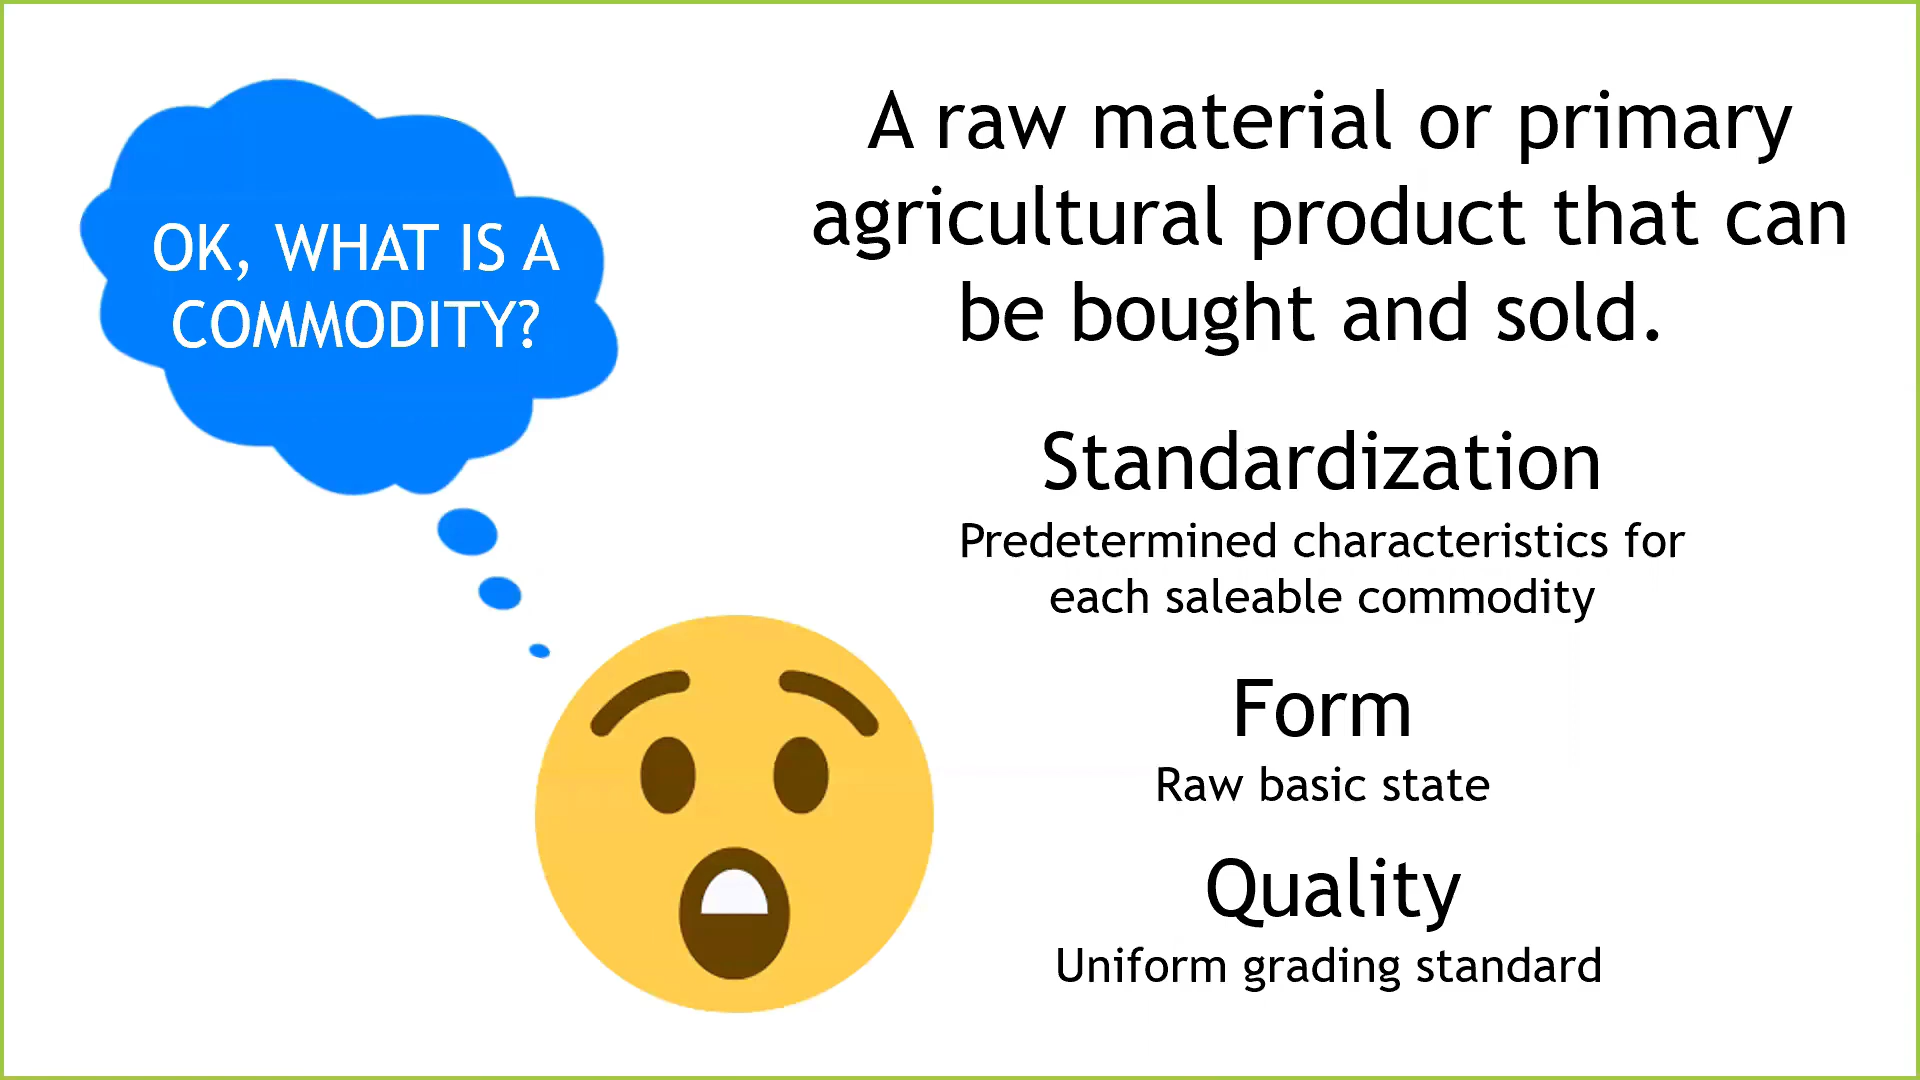 OK, WHAT IS A
COMMODITY?
A raw material or primary
agricultural product that can
be bought and sold.
Standardization
Predetermined characteristics for
each saleable commodity
Form
Raw basic state
Quality
Uniform grading standard